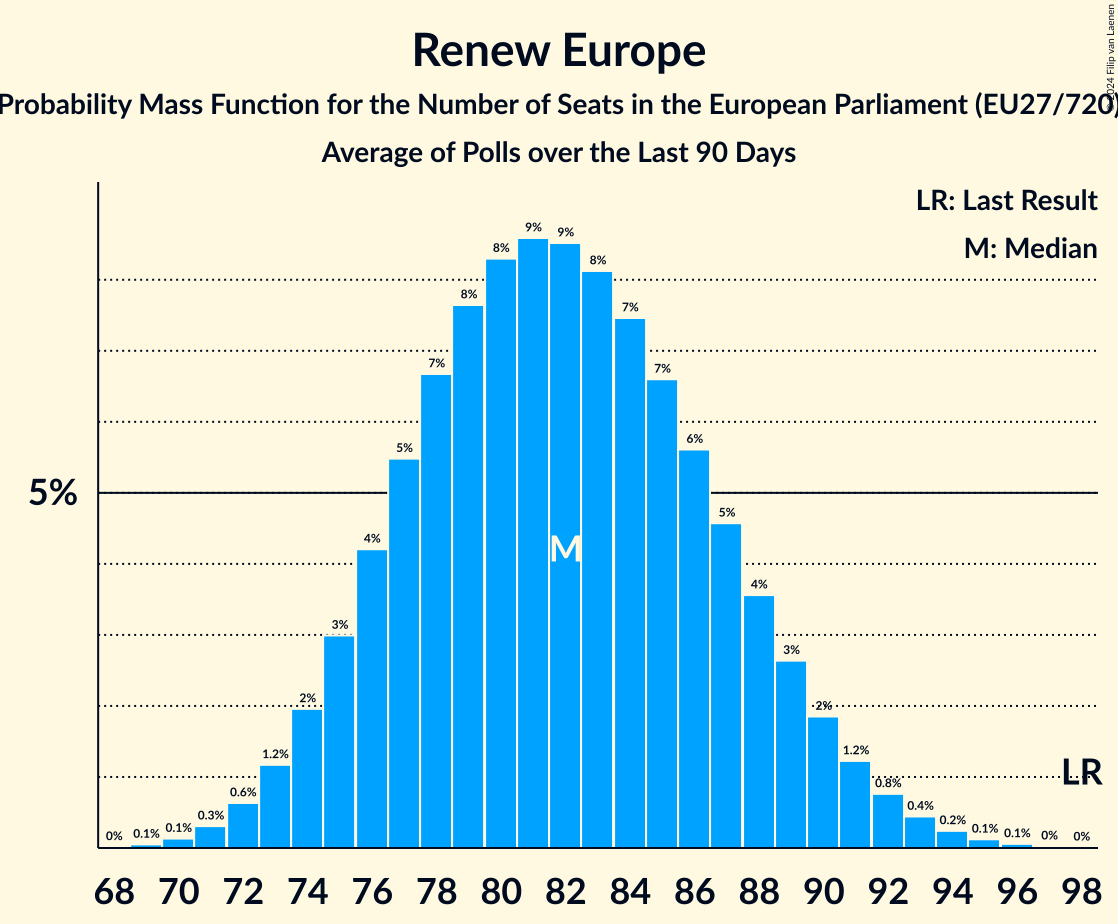 Renew Europe
Probability Mass Function for the Number of Seats in the European Parliament (EU27/720)
Average of Polls over the Last 90 Days
© 2024 Filip van Laenen
LR: Last Result
M: Median
5%
0% 0.1% 0.1% 0.3% 0.6% 1.2% 2% 3% 4% 5% 7% 8% 8% 9% 9% 8% 7% 7% 6% 5% 4% 3% 2% 1.2% 0.8% 0.4% 0.2% 0.1% 0.1% 0% 0%
M
LR
68 70 72 74 76 78 80 82 84 86 88 90 92 94 96 98